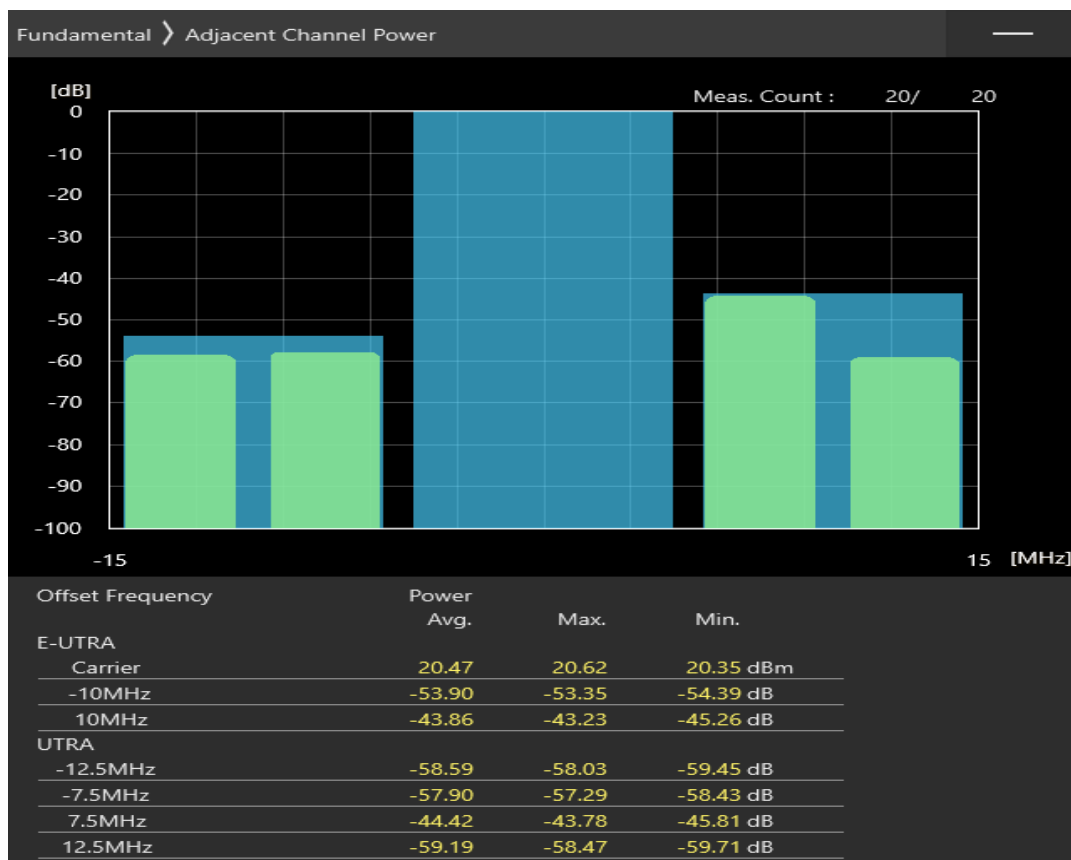 Fundamental ❯ Adjacent Channel Power
[dB]
Meas. Count : 20/ 20
0
-10
-20
-30
-40
-50
-60
-70
-80
-90
-100
-15 15 [MHz]
Offset Frequency Power
Avg. Max. Min.
E-UTRA
Carrier 20.47 20.62 20.35 dBm
-10MHz -53.90 -53.35 -54.39 dB
10MHz -43.86 -43.23 -45.26 dB
UTRA
-12.5MHz -58.59 -58.03 -59.45 dB
-7.5MHz -57.90 -57.29 -58.43 dB
7.5MHz -44.42 -43.78 -45.81 dB
12.5MHz -59.19 -58.47 -59.71 dB